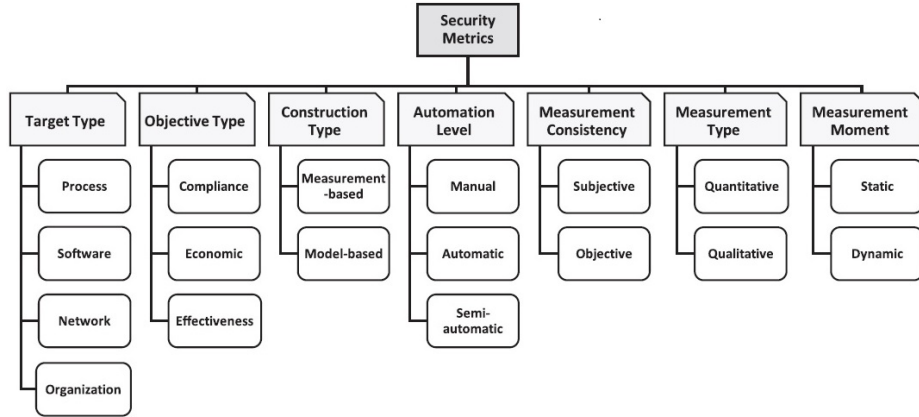 Security
Metrics
Target Type
Objective Type
Construction
Type
Automation
Level
Measurement
Consistency
Measurement
Type
Measurement
Moment
Process
Software
Network
Organization
Compliance
Economic
Effectiveness
Measurement
-based
Model-based
Manual
Automatic
Semi-
automatic
Subjective
Objective
Quantitative
Qualitative
Static
Dynamic